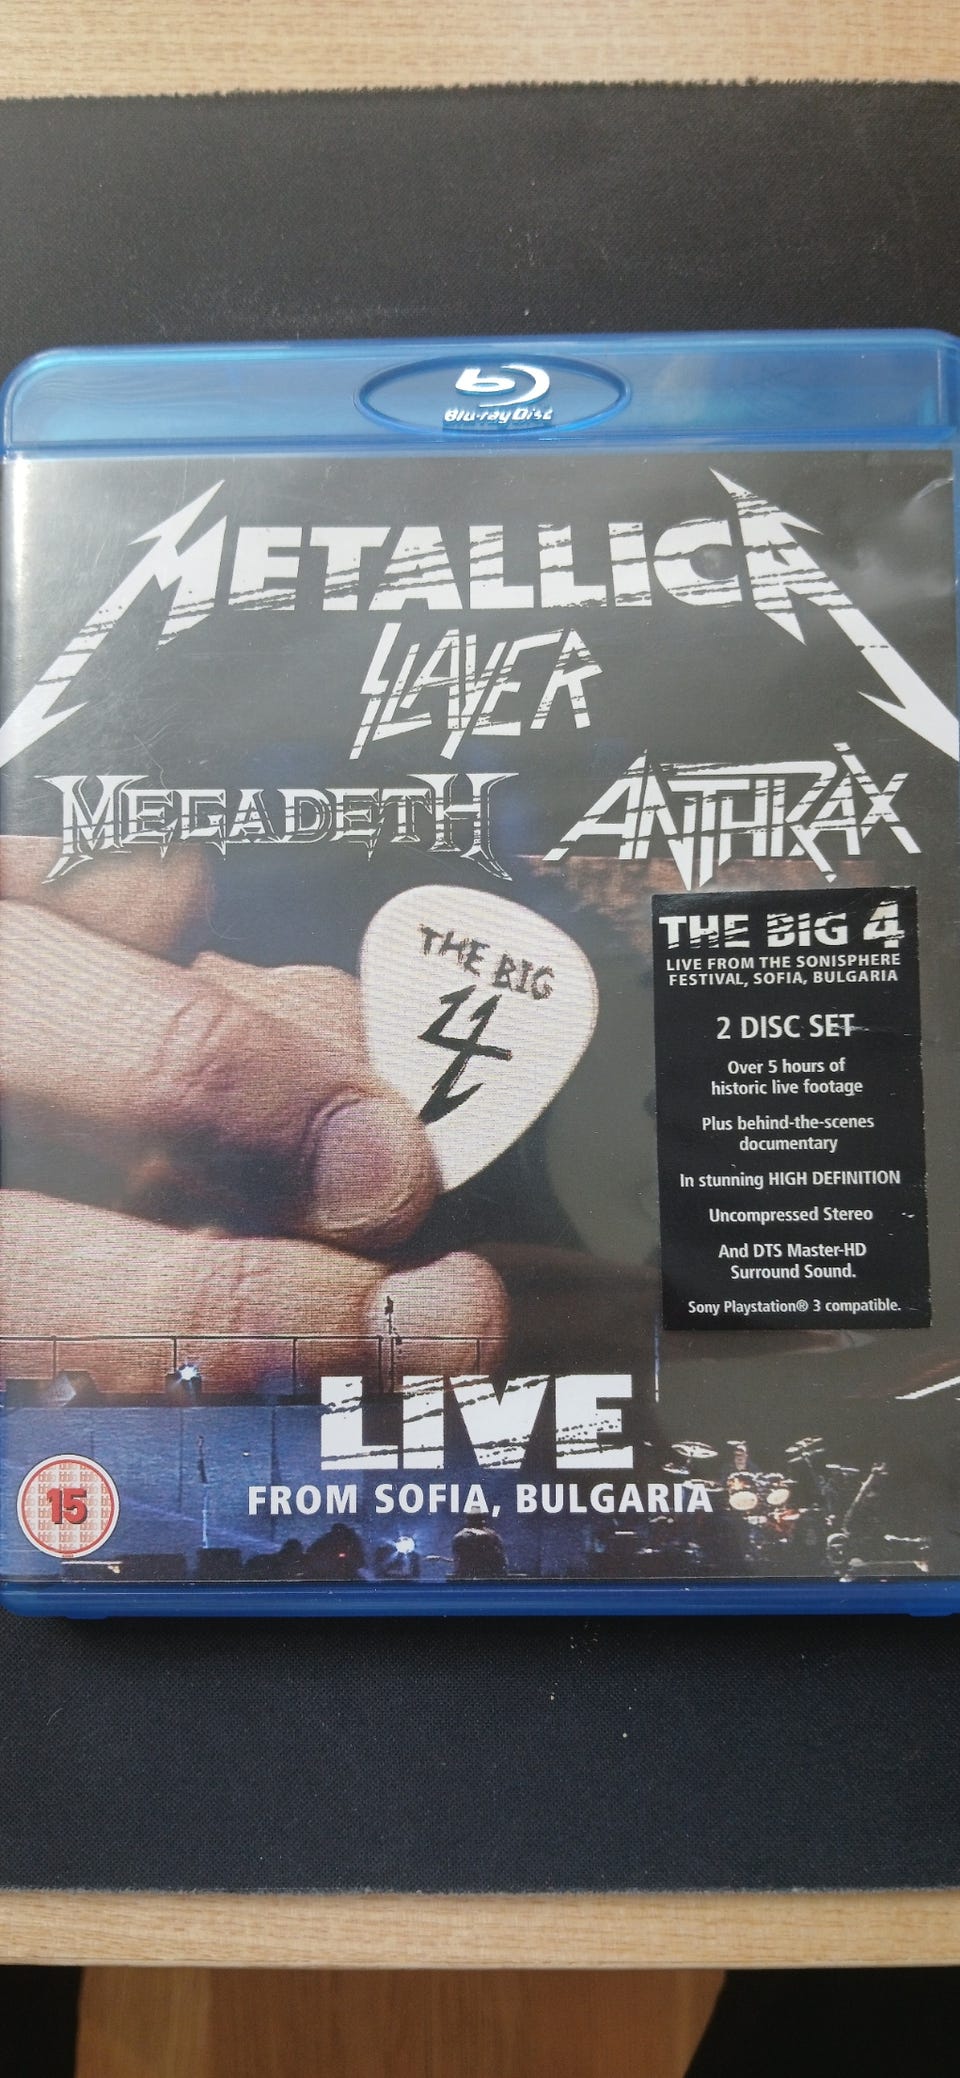 Blu-ray Disc
METALLICA
SLAYER
MEGADETH ANTHRAX
THE BIG
4
THE BIG 4
LIVE FROM THE SONISPHERE
FESTIVAL, SOFIA, BULGARIA
2 DISC SET
Over 5 hours of
historic live footage
Plus behind-the-scenes
documentary
In stunning HIGH DEFINITION
Uncompressed Stereo
And DTS Master-HD
Surround Sound.
Sony Playstation® 3 compatible.
LIVE
FROM SOFIA, BULGARIA
15